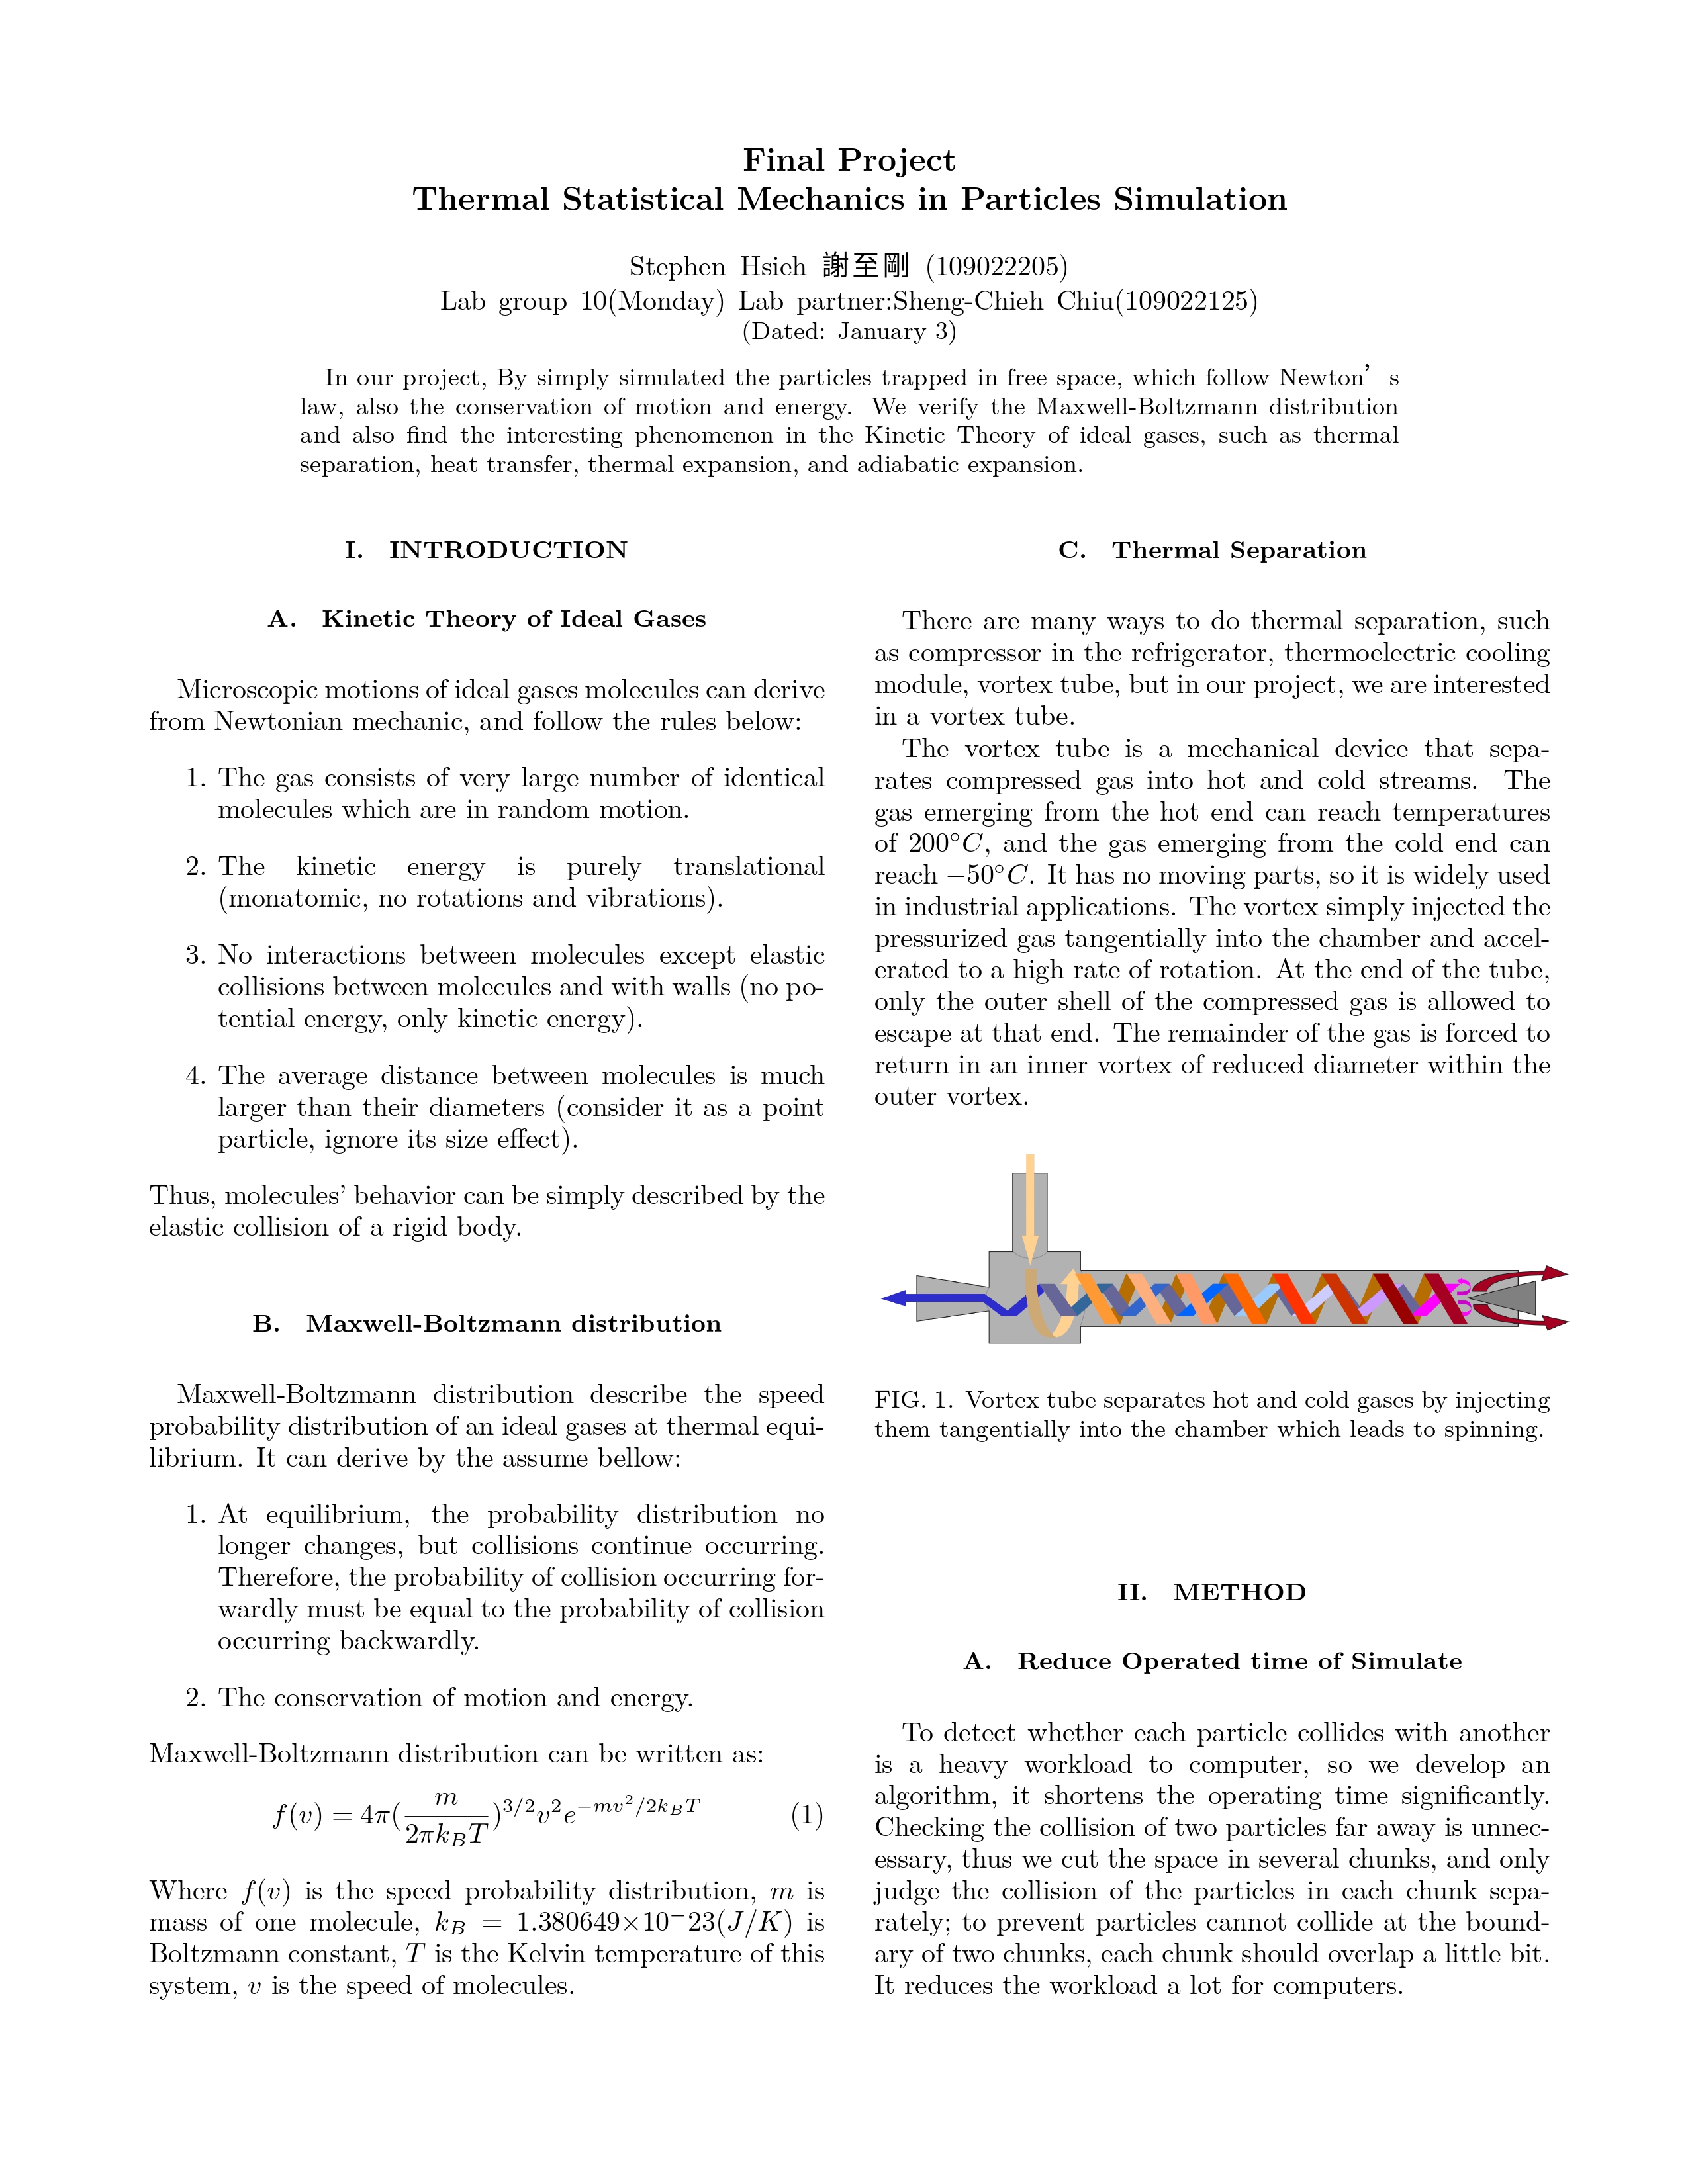 Final Project
Thermal Statistical Mechanics in Particles Simulation
Stephen Hsieh 謝至剛 (109022205)
Lab group 10(Monday) Lab partner:Sheng-Chieh Chiu(109022125)
(Dated: January 3)
In our project, By simply simulated the particles trapped in free space, which follow Newton’ s
law, also the conservation of motion and energy. We verify the Maxwell-Boltzmann distribution
and also find the interesting phenomenon in the Kinetic Theory of ideal gases, such as thermal
separation, heat transfer, thermal expansion, and adiabatic expansion.
I. INTRODUCTION
A. Kinetic Theory of Ideal Gases
Microscopic motions of ideal gases molecules can derive
from Newtonian mechanic, and follow the rules below:
1. The gas consists of very large number of identical
molecules which are in random motion.
2. The kinetic energy is purely translational
(monatomic, no rotations and vibrations).
3. No interactions between molecules except elastic
collisions between molecules and with walls (no po-
tential energy, only kinetic energy).
4. The average distance between molecules is much
larger than their diameters (consider it as a point
particle, ignore its size effect).
Thus, molecules’ behavior can be simply described by the
elastic collision of a rigid body.
B. Maxwell-Boltzmann distribution
Maxwell-Boltzmann distribution describe the speed
probability distribution of an ideal gases at thermal equi-
librium. It can derive by the assume bellow:
1. At equilibrium, the probability distribution no
longer changes, but collisions continue occurring.
Therefore, the probability of collision occurring for-
wardly must be equal to the probability of collision
occurring backwardly.
2. The conservation of motion and energy.
Maxwell-Boltzmann distribution can be written as:
f(v) = 4π(m/2πk_BT)^{3/2}v^2e^{−mv^2/2k_BT} (1)
Where f(v) is the speed probability distribution, m is
mass of one molecule, k_B = 1.380649×10^−23(J/K) is
Boltzmann constant, T is the Kelvin temperature of this
system, v is the speed of molecules.
C. Thermal Separation
There are many ways to do thermal separation, such
as compressor in the refrigerator, thermoelectric cooling
module, vortex tube, but in our project, we are interested
in a vortex tube.
The vortex tube is a mechanical device that sepa-
rates compressed gas into hot and cold streams. The
gas emerging from the hot end can reach temperatures
of 200°C, and the gas emerging from the cold end can
reach −50°C. It has no moving parts, so it is widely used
in industrial applications. The vortex simply injected the
pressurized gas tangentially into the chamber and accel-
erated to a high rate of rotation. At the end of the tube,
only the outer shell of the compressed gas is allowed to
escape at that end. The remainder of the gas is forced to
return in an inner vortex of reduced diameter within the
outer vortex.
FIG. 1. Vortex tube separates hot and cold gases by injecting
them tangentially into the chamber which leads to spinning.
II. METHOD
A. Reduce Operated time of Simulate
To detect whether each particle collides with another
is a heavy workload to computer, so we develop an
algorithm, it shortens the operating time significantly.
Checking the collision of two particles far away is unnec-
essary, thus we cut the space in several chunks, and only
judge the collision of the particles in each chunk sepa-
rately; to prevent particles cannot collide at the bound-
ary of two chunks, each chunk should overlap a little bit.
It reduces the workload a lot for computers.